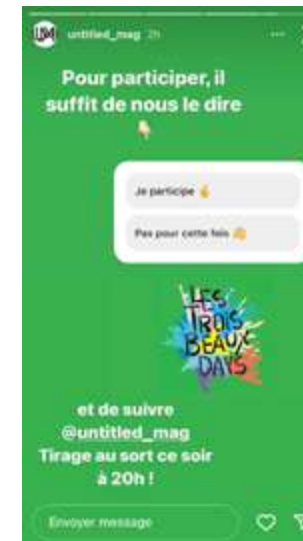 untitled_mag 2h
Pour participer, il
suffit de nous le dire
Je participe
Pas pour cette fois
LES
TROIS
BEAUX
DAYS
et de suivre
@untitled_mag
Tirage au sort ce soir
à 20h !
Envoyer message